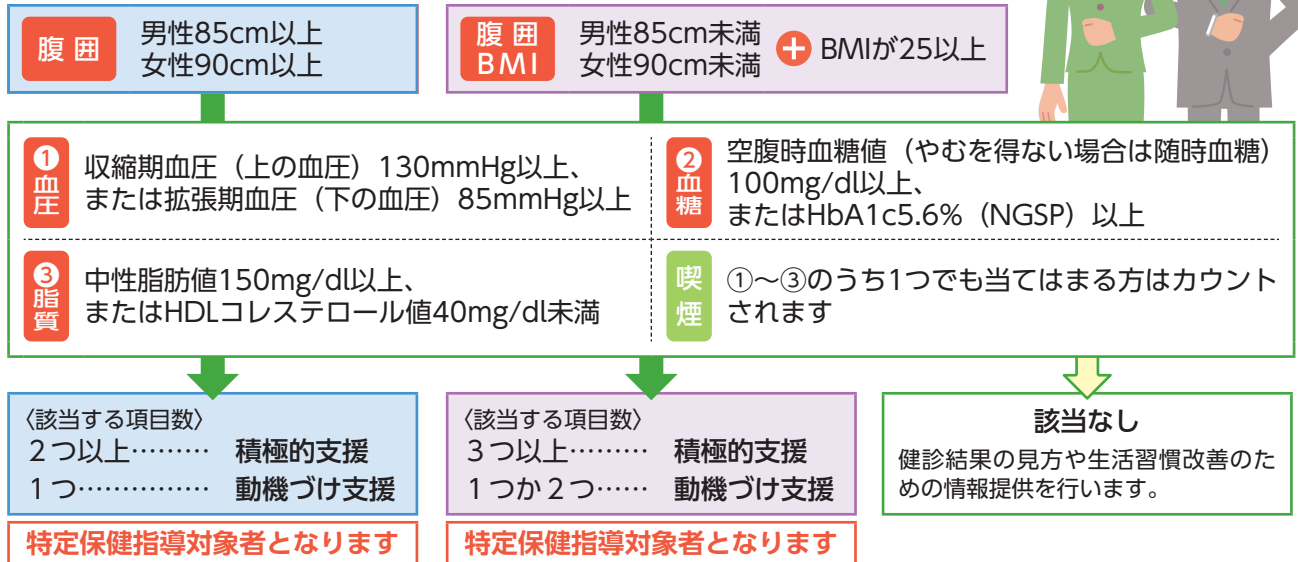 腹囲
男性85cm以上
女性90cm以上
腹囲
BMI
男性85cm未満
女性90cm未満
+ BMIが25以上
❶血圧
収縮期血圧（上の血圧）130mmHg以上、
または拡張期血圧（下の血圧）85mmHg以上
❷血糖
空腹時血糖値（やむを得ない場合は随時血糖）
100mg/dl以上、
またはHbA1c5.6%（NGSP）以上
❸脂質
中性脂肪値150mg/dl以上、
またはHDLコレステロール値40mg/dl未満
喫煙
①〜③のうち1つでも当てはまる方はカウント
されます
〈該当する項目数〉
2つ以上……… 積極的支援
1つ…………… 動機づけ支援
特定保健指導対象者となります
〈該当する項目数〉
3つ以上……… 積極的支援
1つか2つ…… 動機づけ支援
特定保健指導対象者となります
該当なし
健診結果の見方や生活習慣改善のた
めの情報提供を行います。